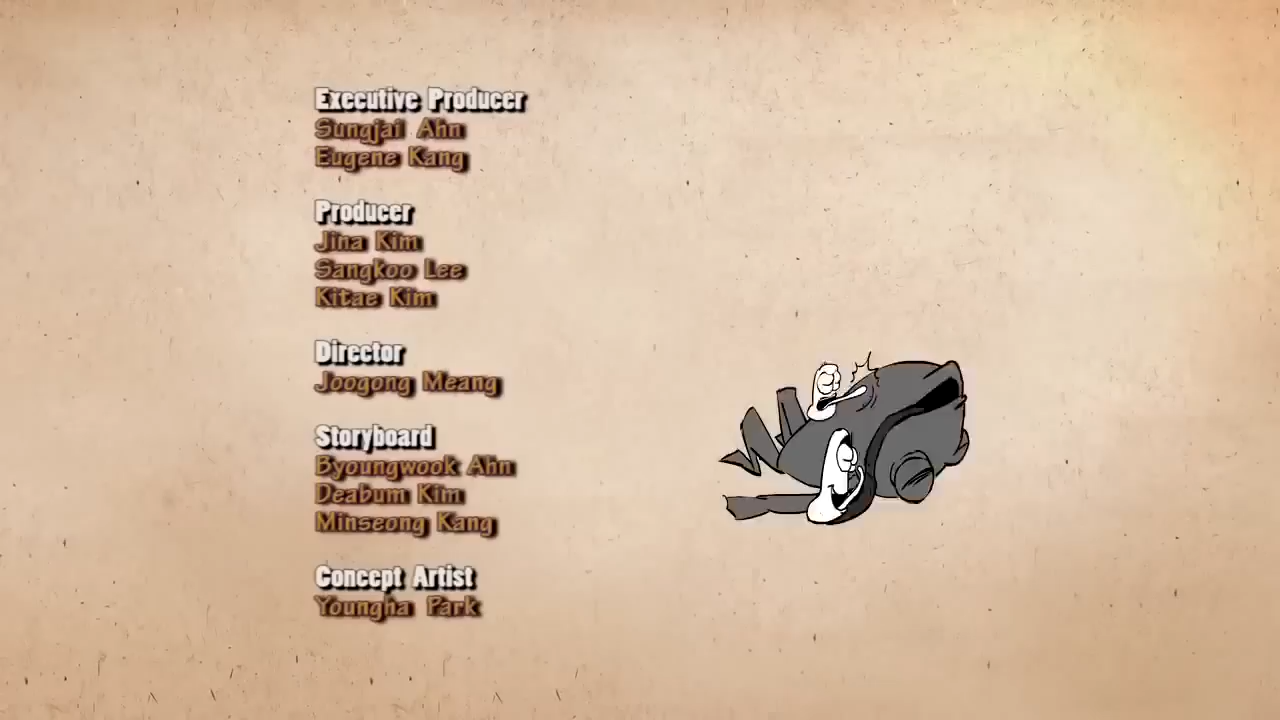 Executive Producer
Sungjai Ahn
Eugene Kang
Producer
Jina Kim
Sangkoo Lee
Kitae Kim
Director
Joogong Meang
Storyboard
Byoungwook Ahn
Deabum Kim
Minseong Kang
Concept Artist
Youngha Park